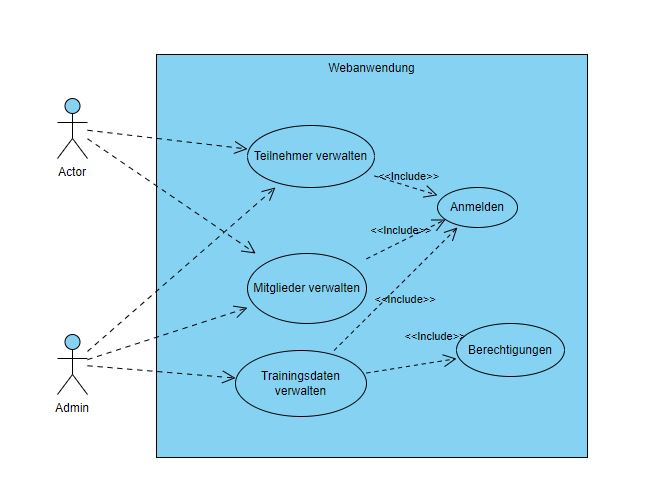 Webanwendung
Actor
Teilnehmer verwalten
<<Include>>
Anmelden
<<Include>>
Mitglieder verwalten
<<Include>>
<<Include>>
Berechtigungen
Trainingsdaten
verwalten
Admin